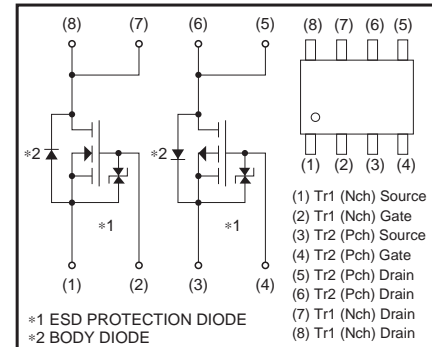 (8) (7) (6) (5)
(8) (7) (6) (5)
∗2 ∗2
∗1 ∗1
(1) (2) (3) (4)
(1) (2) (3) (4)
(1) Tr1 (Nch) Source
(2) Tr1 (Nch) Gate
(3) Tr2 (Pch) Source
(4) Tr2 (Pch) Gate
(5) Tr2 (Pch) Drain
(6) Tr2 (Pch) Drain
(7) Tr1 (Nch) Drain
(8) Tr1 (Nch) Drain
∗1 ESD PROTECTION DIODE
∗2 BODY DIODE